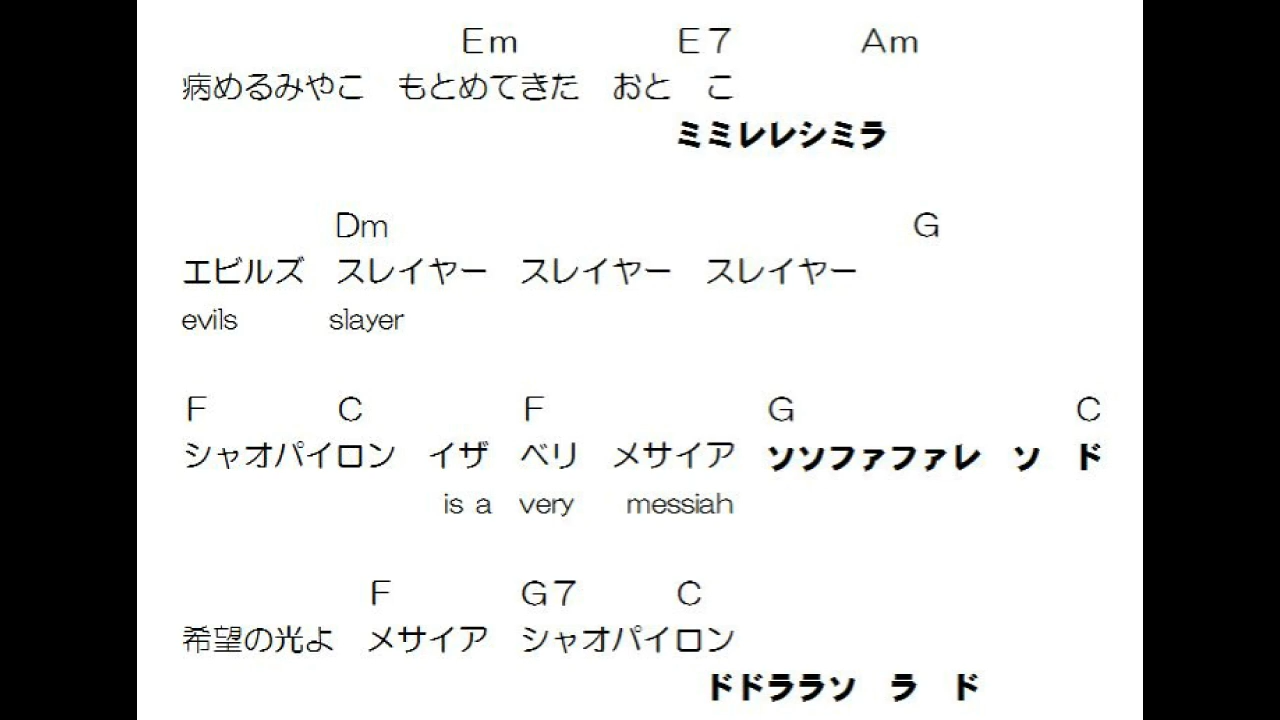 Em E7 Am
病めるみやこ もとめてきた おと こ
ミミレレシミラ
Dm G
エビルズ スレイヤー スレイヤー スレイヤー
evils slayer
F C F G C
シャオパイロン イザ ベリ メサイア ソソファファレ ソ ド
is a very messiah
F G7 C
希望の光よ メサイア シャオパイロン
ドドララソ ラ ド